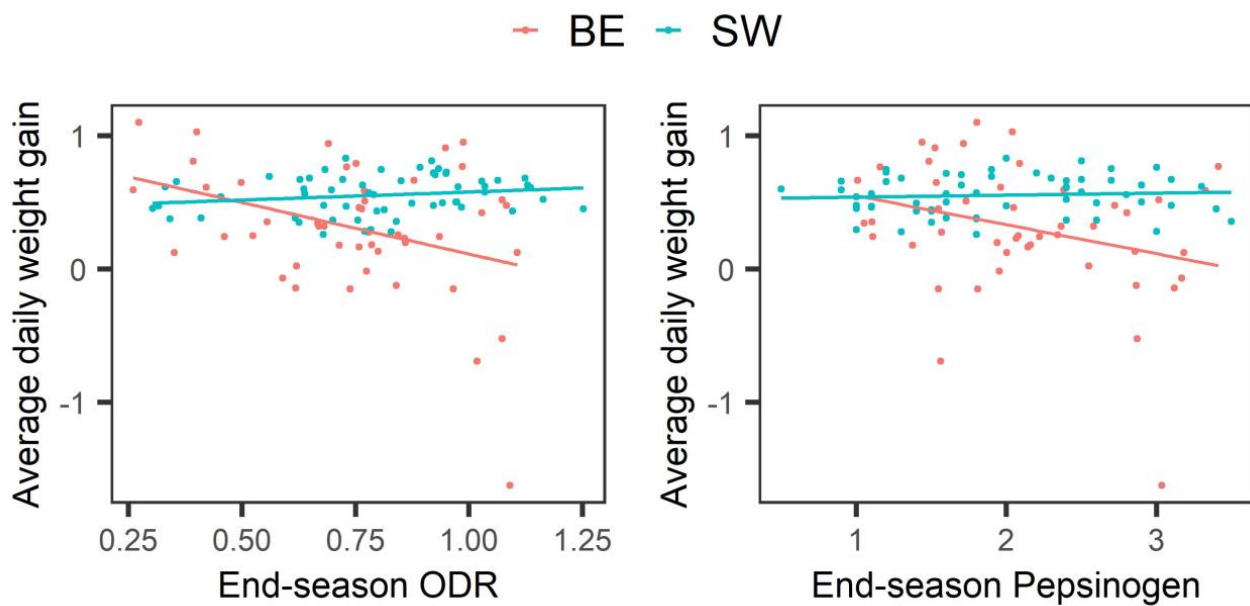 BE SW
Average daily weight gain
1
0
-1
0.25 0.50 0.75 1.00 1.25
End-season ODR
Average daily weight gain
1
0
-1
1 2 3
End-season Pepsinogen